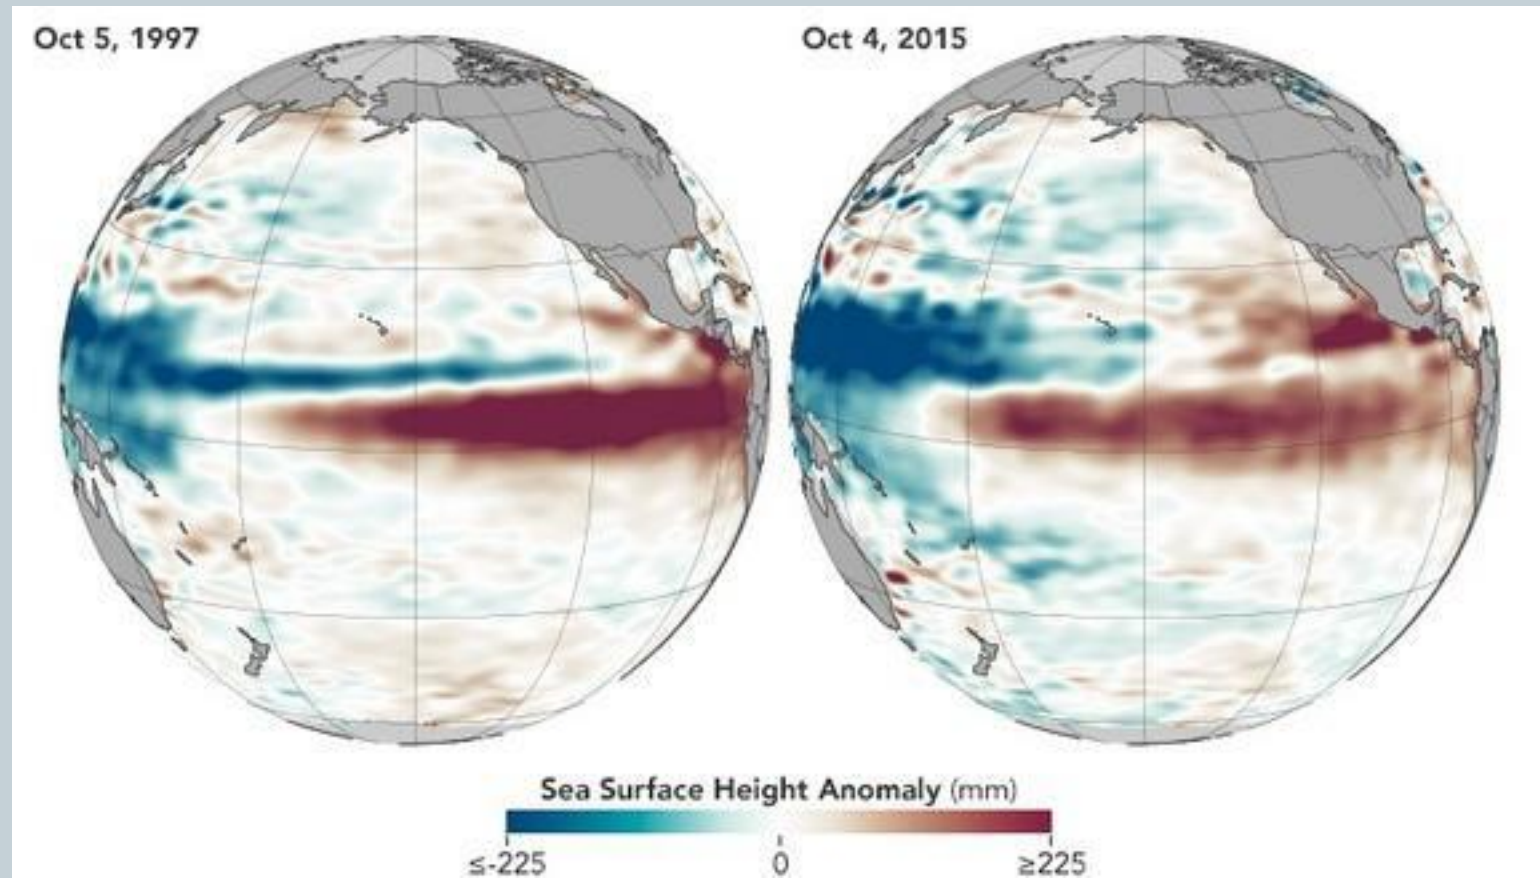 Oct 5, 1997
Oct 4, 2015
Sea Surface Height Anomaly (mm)
≤-225 0 ≥225